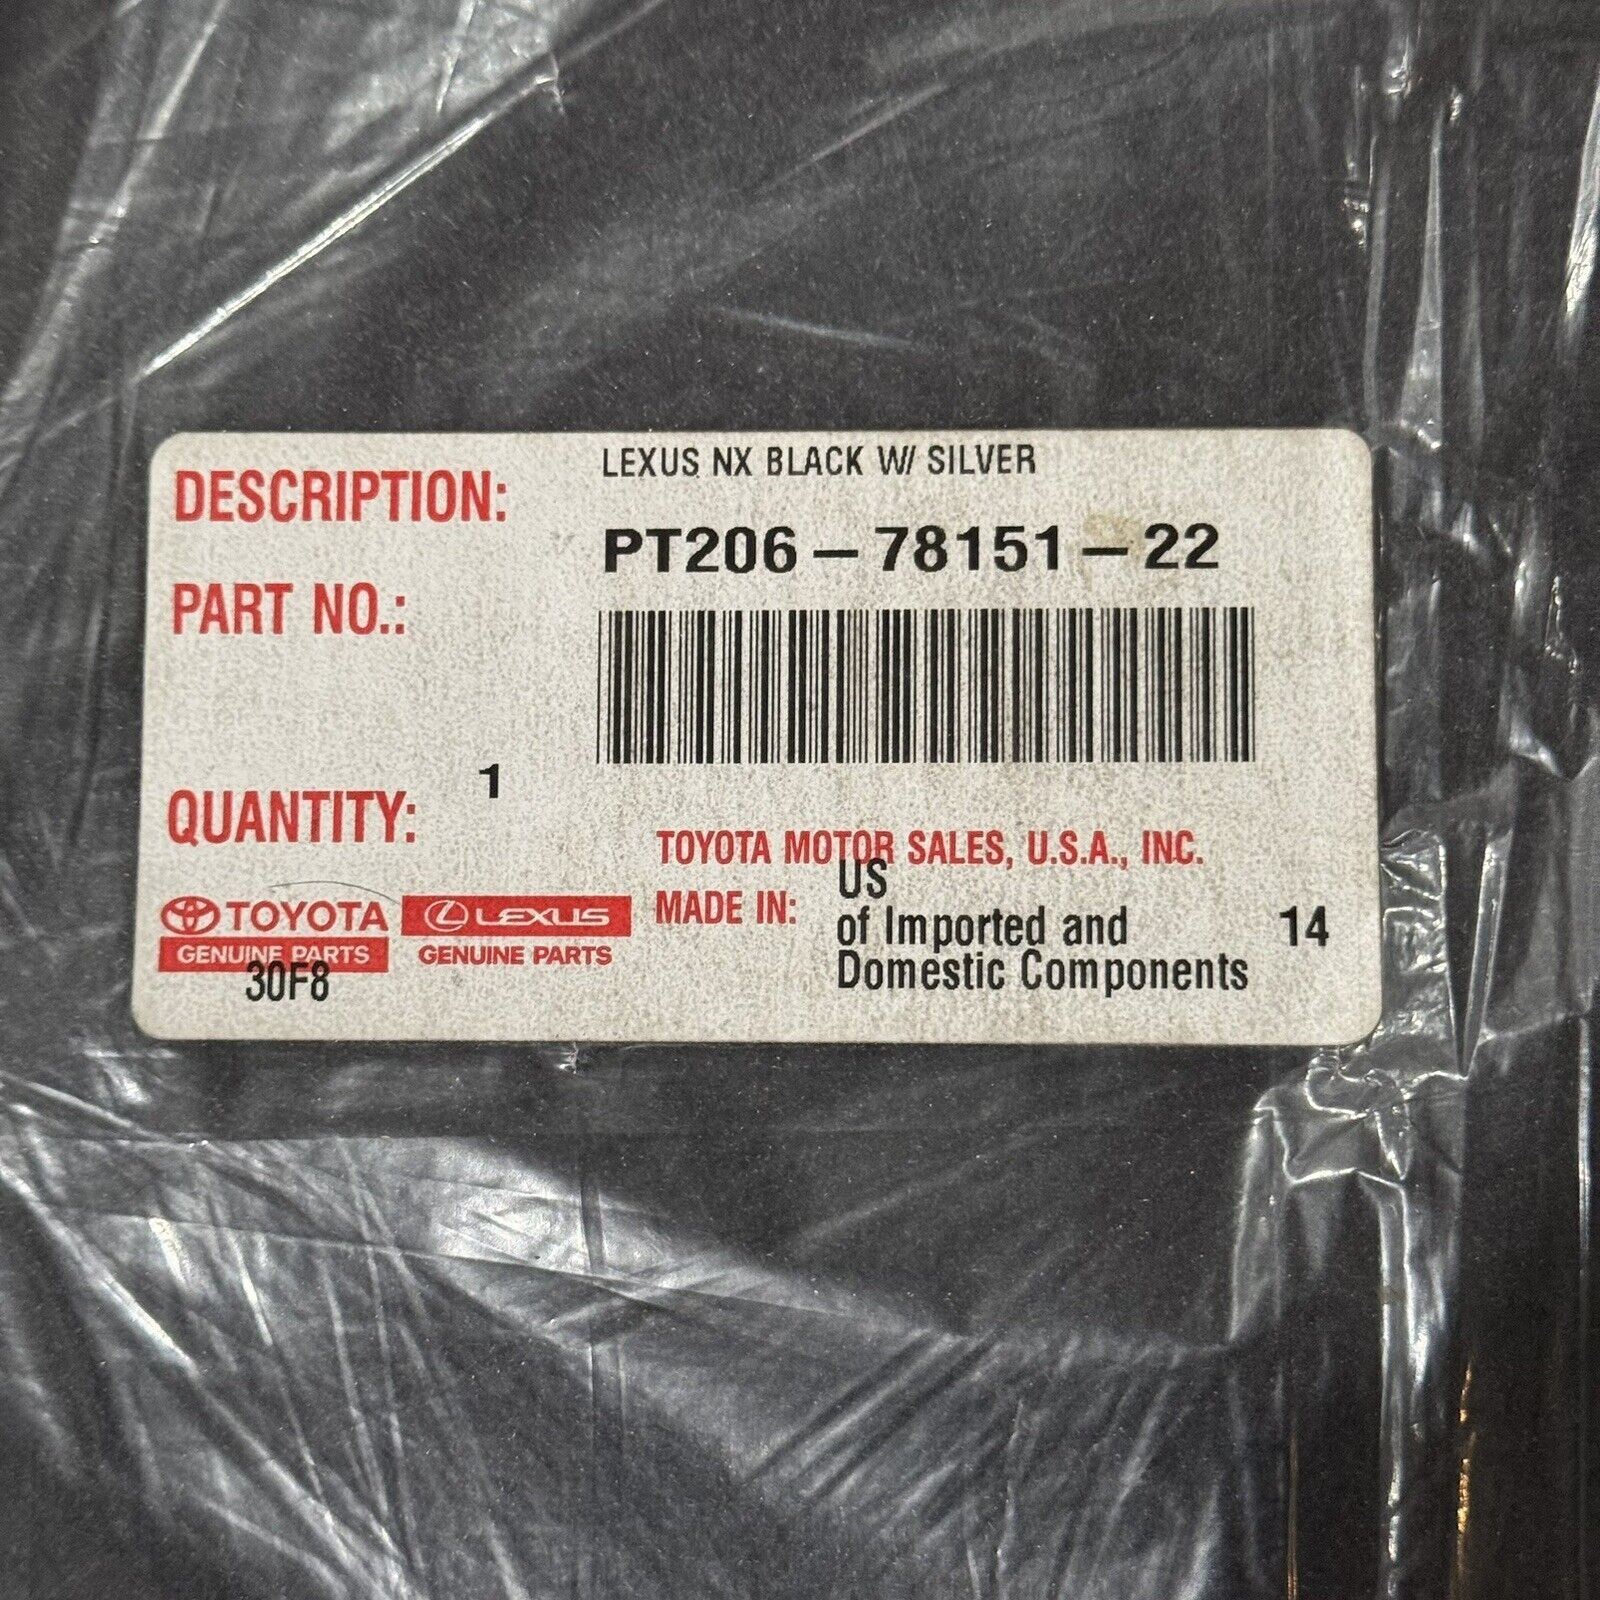 DESCRIPTION: LEXUS NX BLACK W/ SILVER
PART NO.: PT206-78151-22
QUANTITY: 1
TOYOTA MOTOR SALES, U.S.A., INC.
MADE IN: US
of Imported and
Domestic Components
14
TOYOTA
GENUINE PARTS
LEXUS
GENUINE PARTS
30F8